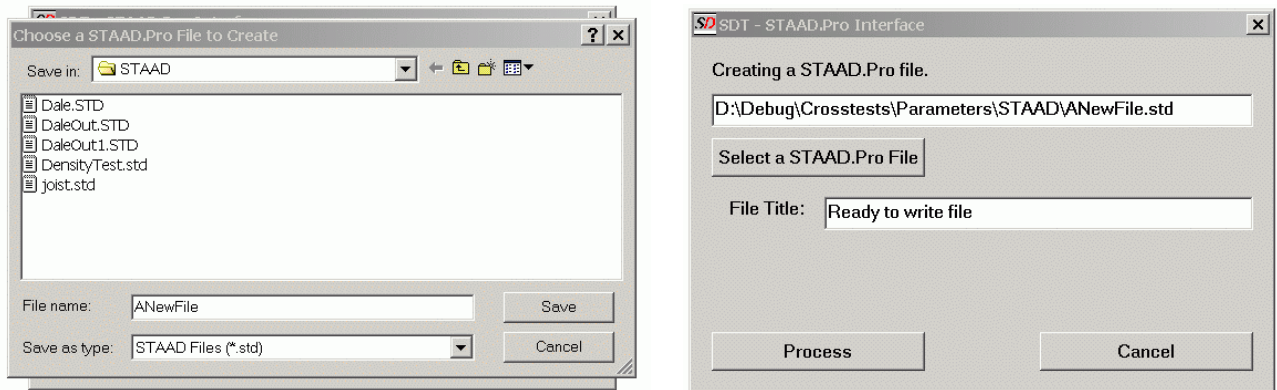 Choose a STAAD.Pro File to Create
Save in: STAAD
Dale.STD
DaleOut.STD
DaleOut1.STD
DensityTest.std
joist.std
File name: ANewFile Save
Save as type: STAAD Files (*.std) Cancel
SD SDT - STAAD.Pro Interface
Creating a STAAD.Pro file.
D:\Debug\Crosstests\Parameters\STAAD\ANewFile.std
Select a STAAD.Pro File
File Title: Ready to write file
Process Cancel